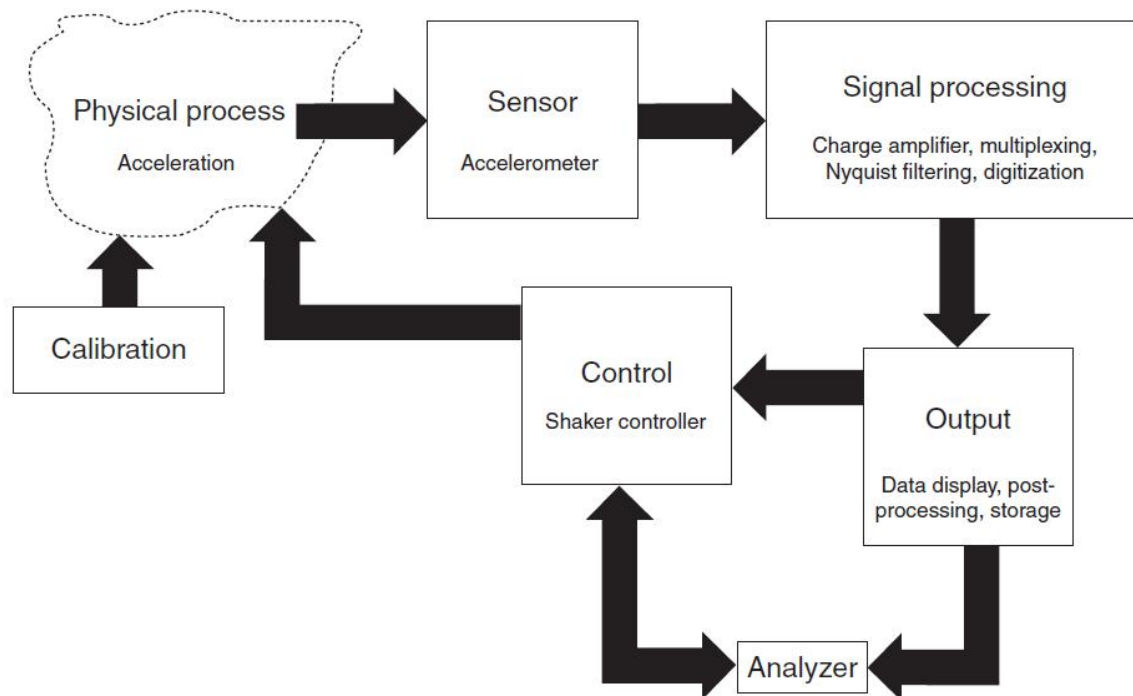 Physical process
Acceleration
Sensor
Accelerometer
Signal processing
Charge amplifier, multiplexing,
Nyquist filtering, digitization
Calibration
Control
Shaker controller
Output
Data display, post-
processing, storage
Analyzer